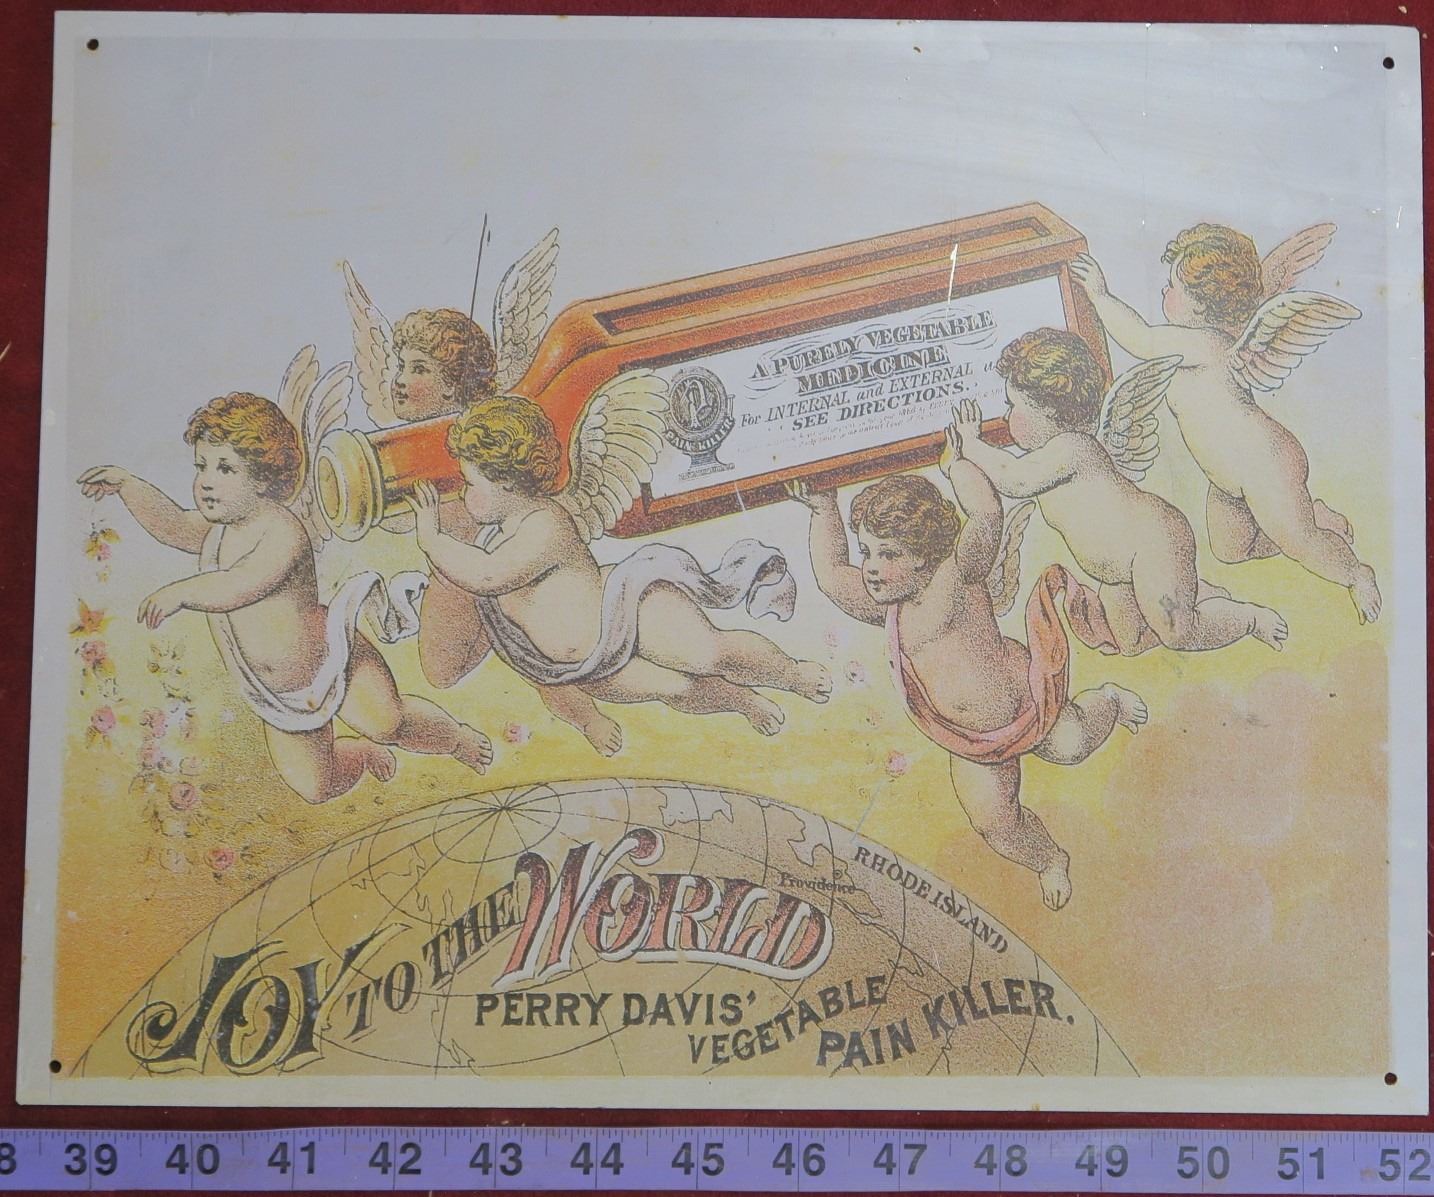 A PURELY VEGETABLE
MEDICINE
For INTERNAL and EXTERNAL
SEE DIRECTIONS.
PAIN KILLER
Providence
RHODE ISLAND
JOY TO THE WORLD
PERRY DAVIS'
VEGETABLE
PAIN KILLER.
8 39 40 41 42 43 44 45 46 47 48 49 50 51 52